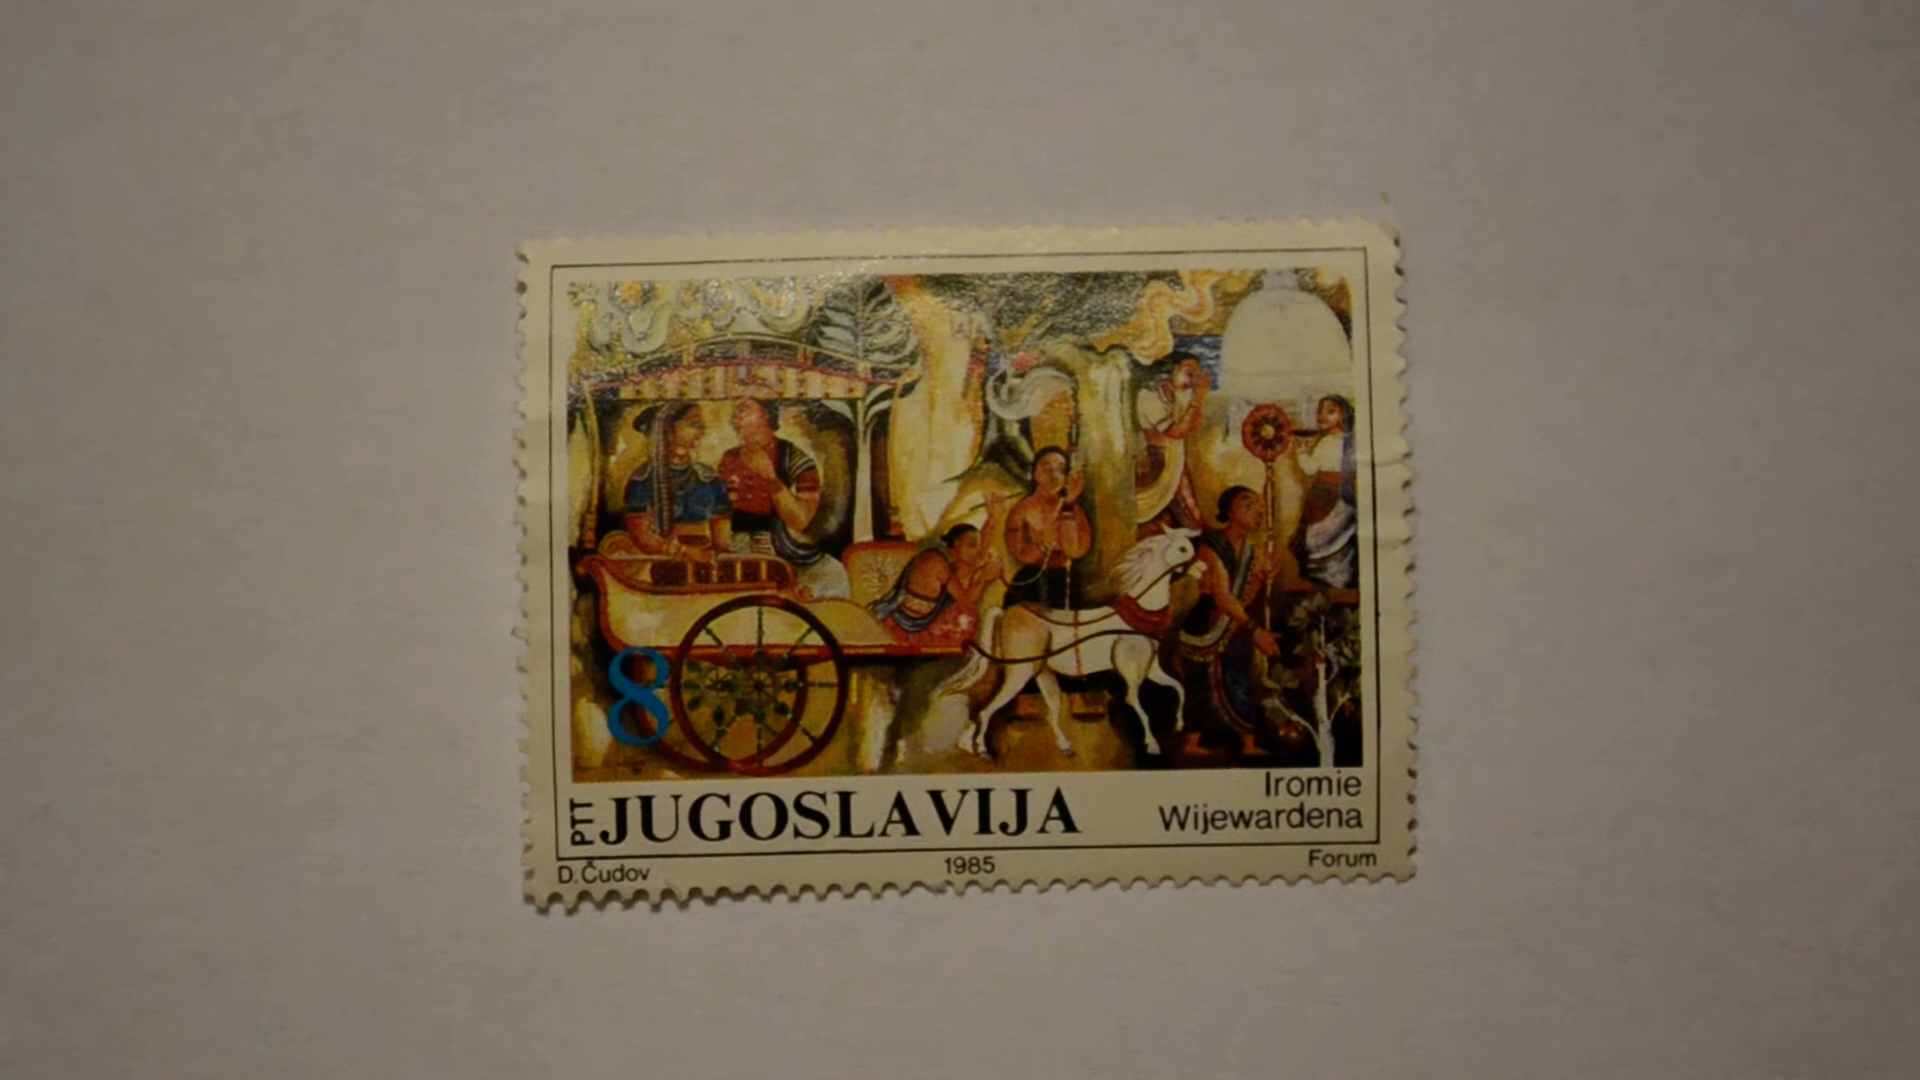 8
PTT JUGOSLAVIJA
Iromie
Wijewardena
D. Čudov 1985 Forum